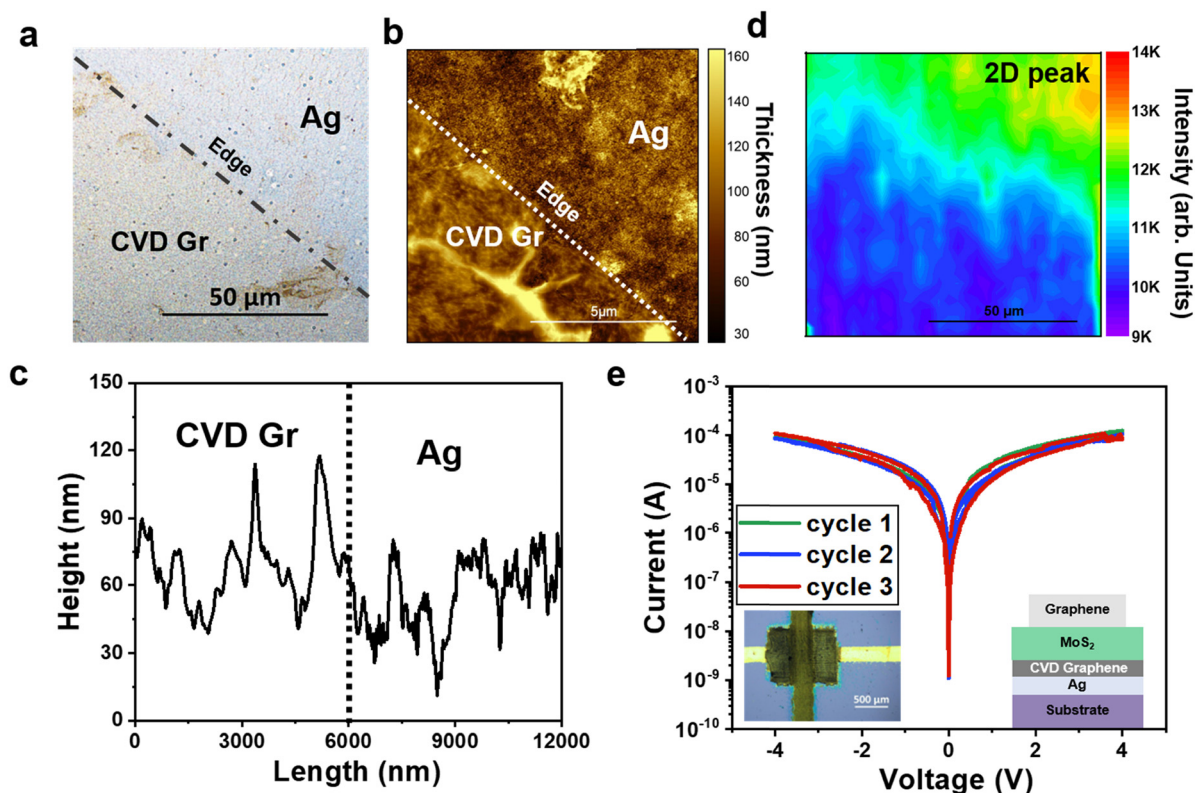 a
Ag
Edge
CVD Gr
50 µm
b
Ag
Edge
CVD Gr
5µm
160
140
120
100
80
60
30
Thickness (nm)
d
2D peak
50 µm
14K
13K
12K
11K
10K
9K
Intensity (arb. Units)
c
150
120
90
60
30
0
CVD Gr
Ag
0
3000
6000
9000
12000
Height (nm)
Length (nm)
e
10⁻³
10⁻⁴
10⁻⁵
10⁻⁶
10⁻⁷
10⁻⁸
10⁻⁹
10⁻¹⁰
Current (A)
cycle 1
cycle 2
cycle 3
500 µm
Graphene
MoS₂
CVD Graphene
Ag
Substrate
-4
-2
0
2
4
Voltage (V)